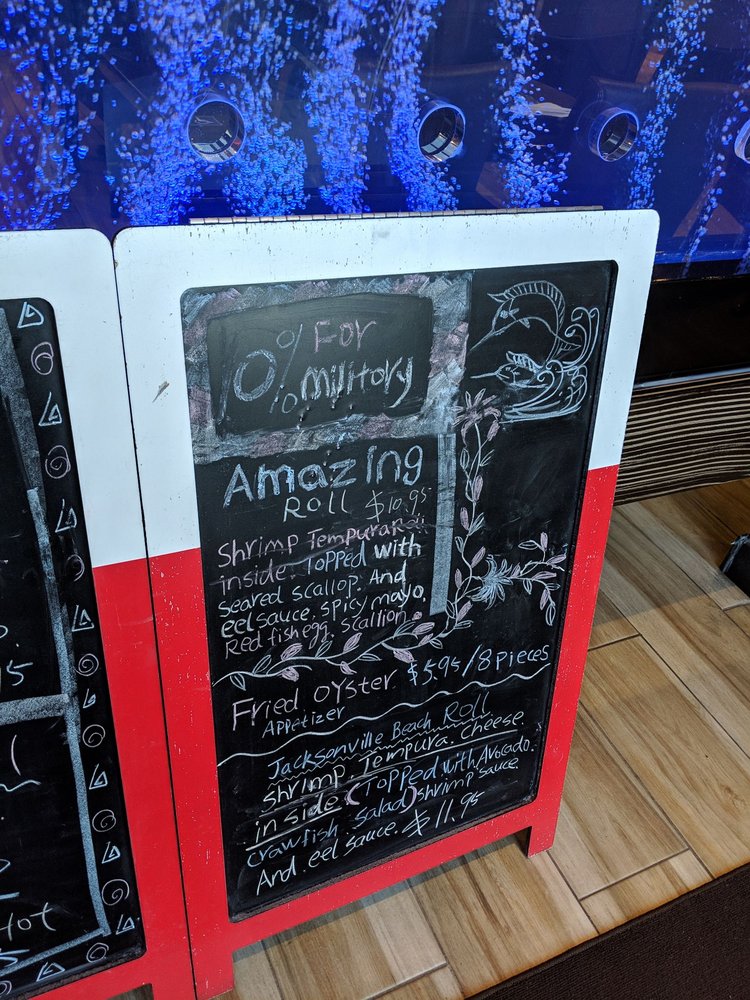 10% For
military
Amazing
Roll $10.95
Shrimp Tempura
inside. Topped with
seared scallop. And
eel sauce. spicy mayo.
Red fish egg. scallion
Fried oyster $5.95/8 pieces
Appetizer
Jacksonville Beach Roll
shrimp. Tempura. cheese.
inside (Topped with Avocado.
crawfish. salad) shrimp sauce
And. eel sauce. $11.95
Hot